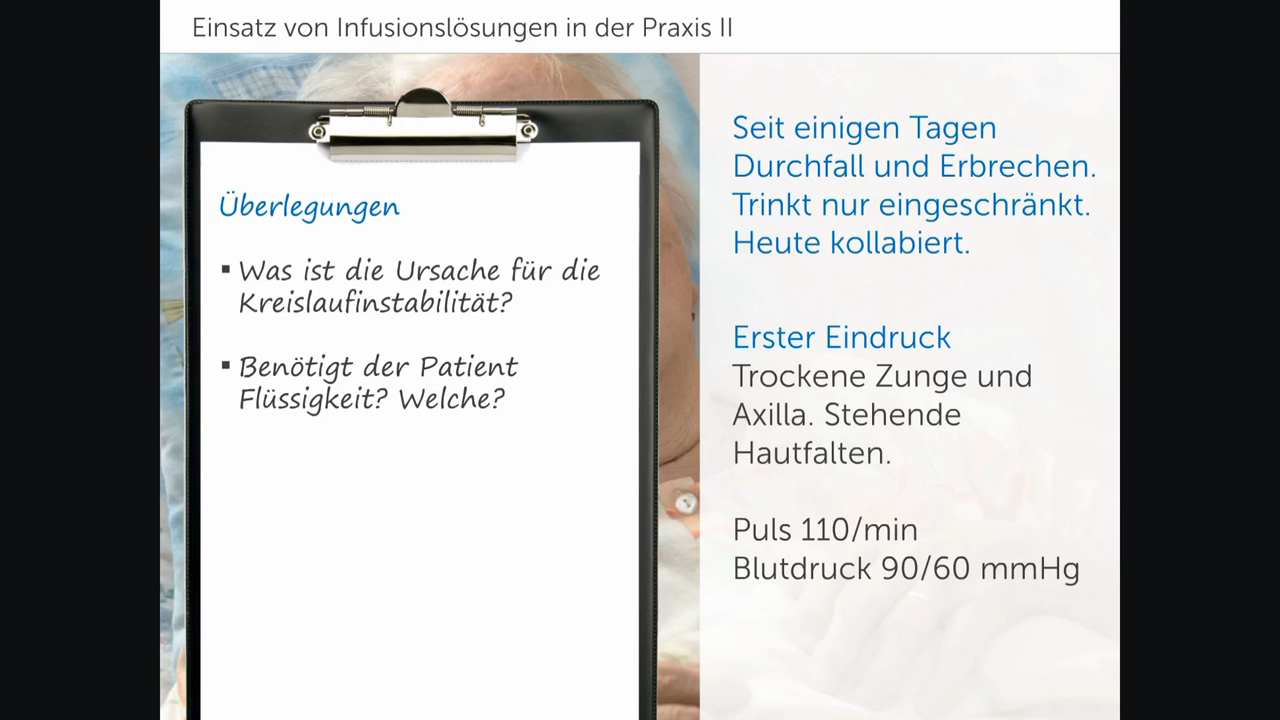 Einsatz von Infusionslösungen in der Praxis II
Überlegungen
▪ Was ist die Ursache für die
Kreislaufinstabilität?
▪ Benötigt der Patient
Flüssigkeit? Welche?
Seit einigen Tagen
Durchfall und Erbrechen.
Trinkt nur eingeschränkt.
Heute kollabiert.
Erster Eindruck
Trockene Zunge und
Axilla. Stehende
Hautfalten.
Puls 110/min
Blutdruck 90/60 mmHg